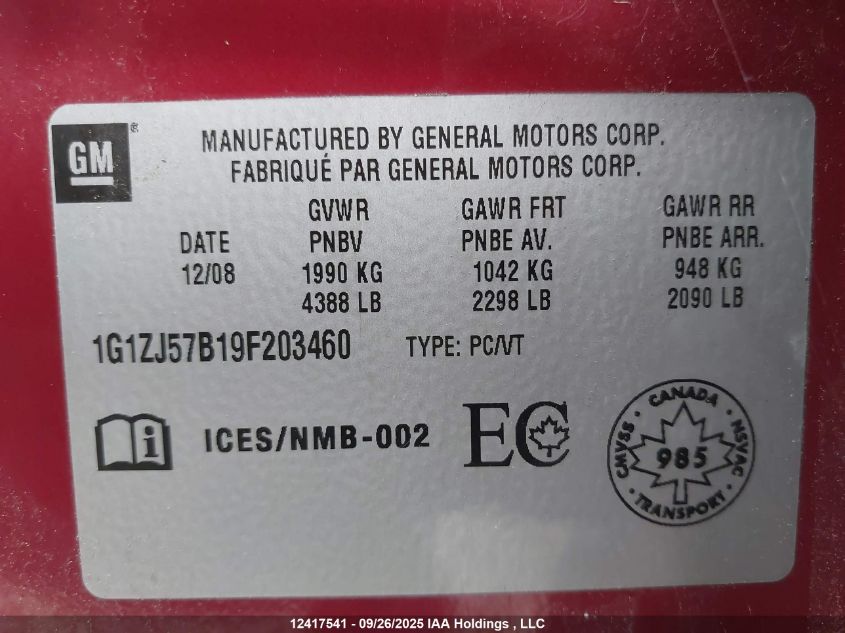 GM®
MANUFACTURED BY GENERAL MOTORS CORP.
FABRIQUÉ PAR GENERAL MOTORS CORP.
GVWR GAWR FRT GAWR RR
DATE PNBV PNBE AV. PNBE ARR.
12/08 1990 KG 1042 KG 948 KG
4388 LB 2298 LB 2090 LB
1G1ZJ57B19F203460 TYPE: PC/VT
i ICES/NMB-002 EC
CANADA
CMVSS 985 NSVAC
TRANSPORT
12417541 - 09/26/2025 IAA Holdings , LLC